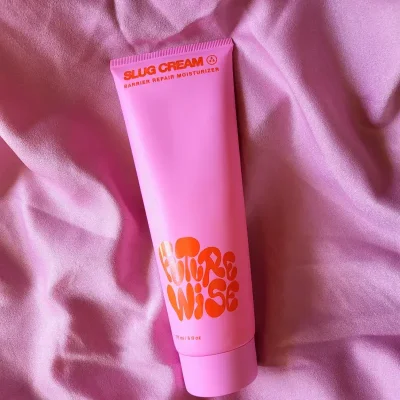 SLUG CREAM
BARRIER REPAIR MOISTURIZER
FUTURE
WISE